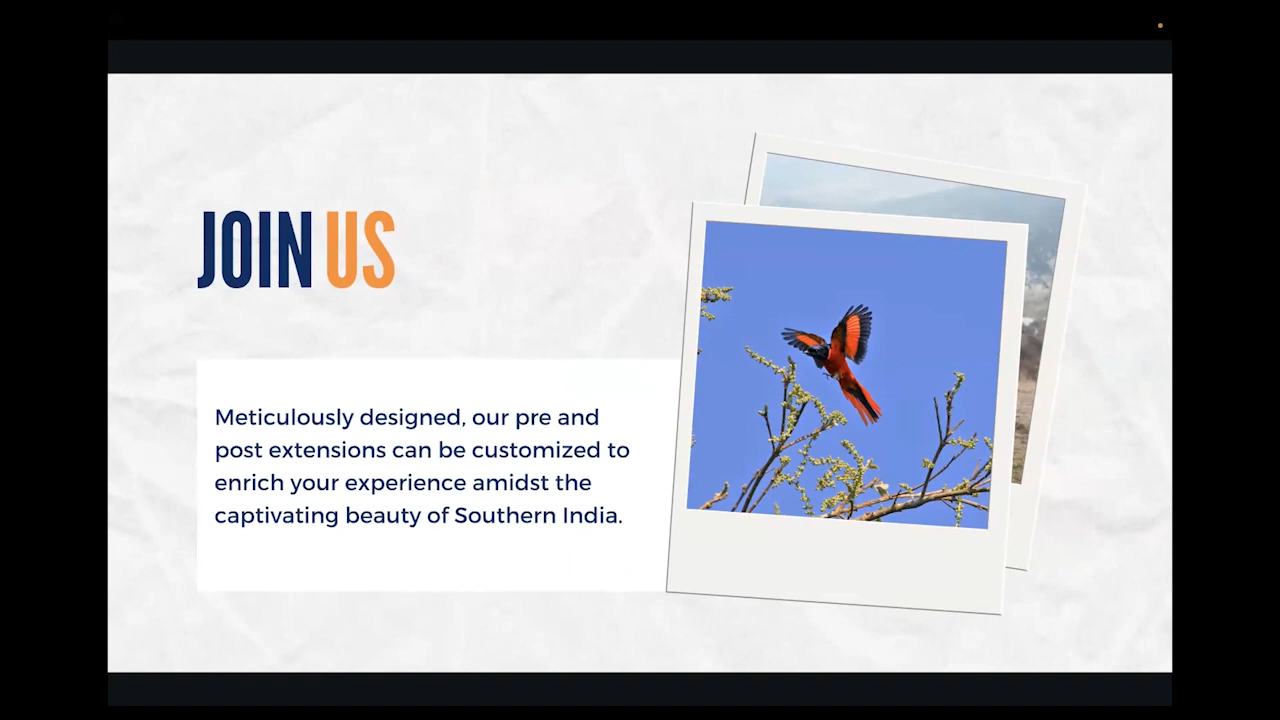 JOIN US
Meticulously designed, our pre and
post extensions can be customized to
enrich your experience amidst the
captivating beauty of Southern India.